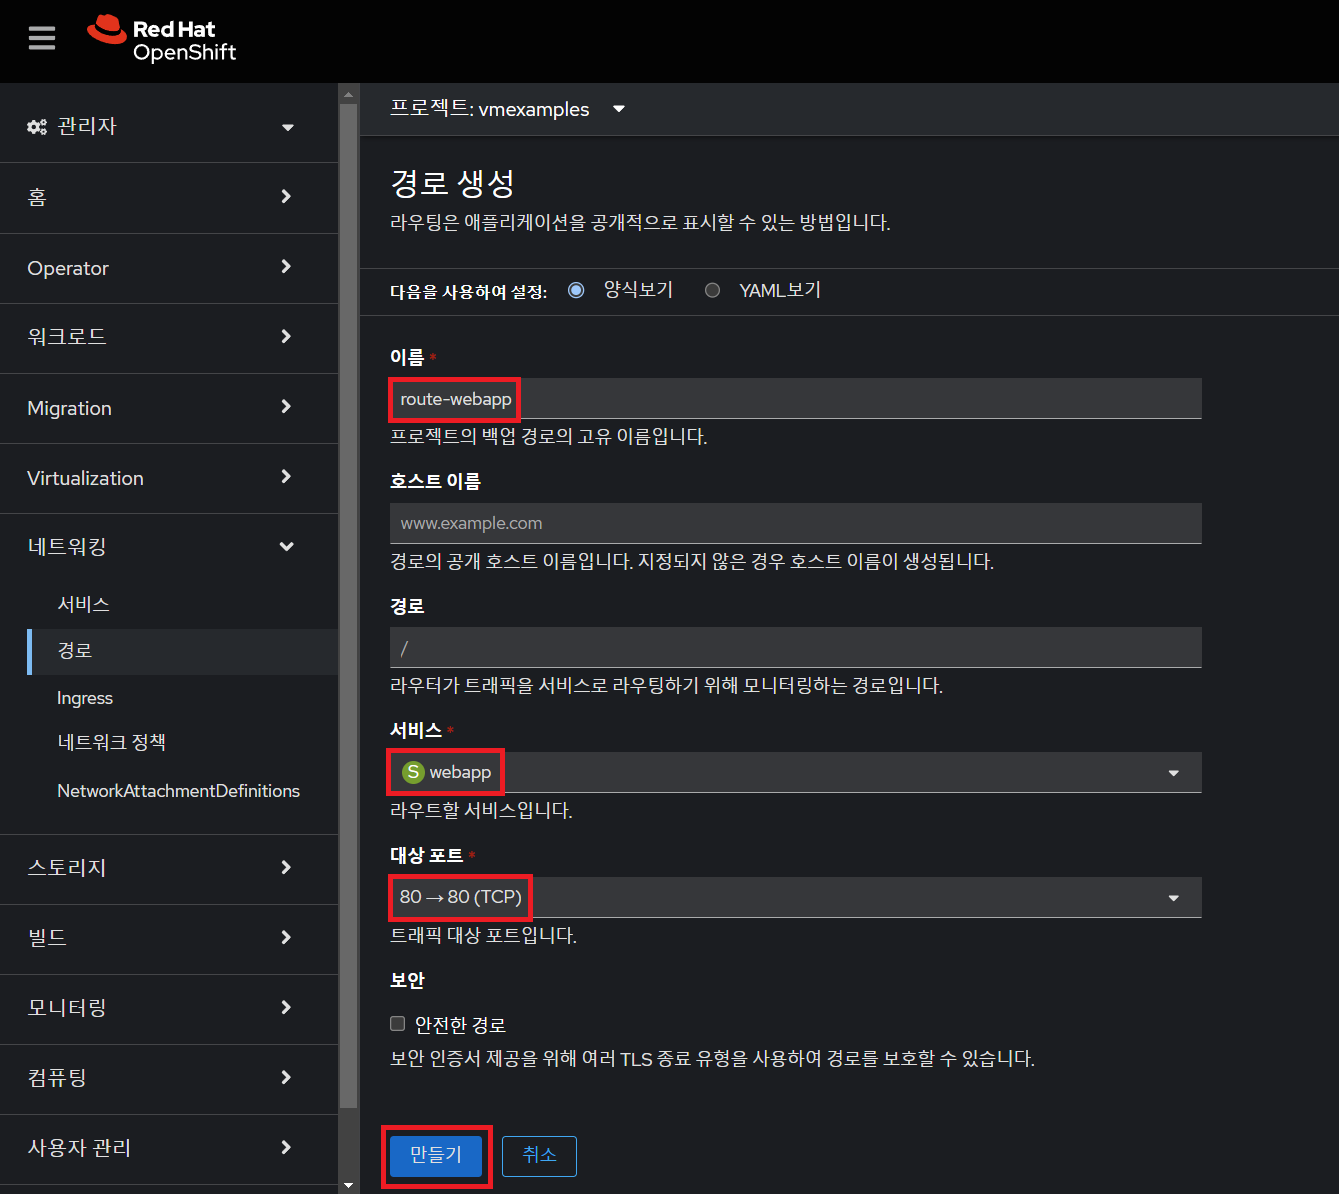 Red Hat
OpenShift
관리자
홈
Operator
워크로드
Migration
Virtualization
네트워킹
서비스
경로
Ingress
네트워크 정책
NetworkAttachmentDefinitions
스토리지
빌드
모니터링
컴퓨팅
사용자 관리
프로젝트: vmexamples
경로 생성
라우팅은 애플리케이션을 공개적으로 표시할 수 있는 방법입니다.
다음을 사용하여 설정: 양식보기 YAML보기
이름 *
route-webapp
프로젝트의 백업 경로의 고유 이름입니다.
호스트 이름
www.example.com
경로의 공개 호스트 이름입니다. 지정되지 않은 경우 호스트 이름이 생성됩니다.
경로
/
라우터가 트래픽을 서비스로 라우팅하기 위해 모니터링하는 경로입니다.
서비스 *
S webapp
라우트할 서비스입니다.
대상 포트 *
80 → 80 (TCP)
트래픽 대상 포트입니다.
보안
안전한 경로
보안 인증서 제공을 위해 여러 TLS 종료 유형을 사용하여 경로를 보호할 수 있습니다.
만들기 취소